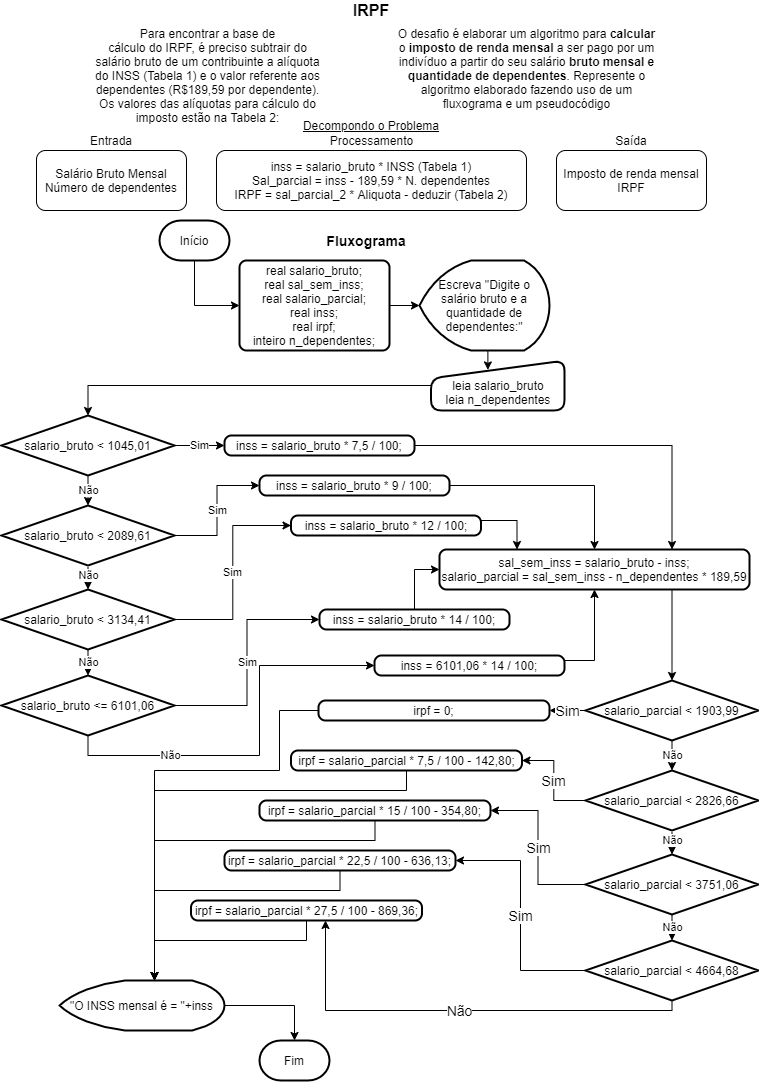 IRPF
Para encontrar a base de
cálculo do IRPF, é preciso subtrair do
salário bruto de um contribuinte a alíquota
do INSS (Tabela 1) e o valor referente aos
dependentes (R$189,59 por dependente).
Os valores das alíquotas para cálculo do
imposto estão na Tabela 2:
O desafio é elaborar um algoritmo para calcular
o imposto de renda mensal a ser pago por um
indivíduo a partir do seu salário bruto mensal e
quantidade de dependentes. Represente o
algoritmo elaborado fazendo uso de um
fluxograma e um pseudocódigo
Decompondo o Problema
Entrada
Processamento
Saída
Salário Bruto Mensal
Número de dependentes
inss = salario_bruto * INSS (Tabela 1)
Sal_parcial = inss - 189,59 * N. dependentes
IRPF = sal_parcial_2 * Aliquota - deduzir (Tabela 2)
Imposto de renda mensal
IRPF
Início
Fluxograma
real salario_bruto;
real sal_sem_inss;
real salario_parcial;
real inss;
real irpf;
inteiro n_dependentes;
Escreva "Digite o
salário bruto e a
quantidade de
dependentes:"
leia salario_bruto
leia n_dependentes
salario_bruto < 1045,01
Sim
inss = salario_bruto * 7,5 / 100;
Não
inss = salario_bruto * 9 / 100;
Sim
salario_bruto < 2089,61
inss = salario_bruto * 12 / 100;
Não
Sim
sal_sem_inss = salario_bruto - inss;
salario_parcial = sal_sem_inss - n_dependentes * 189,59
salario_bruto < 3134,41
inss = salario_bruto * 14 / 100;
Não
Sim
inss = 6101,06 * 14 / 100;
salario_bruto <= 6101,06
irpf = 0;
Sim
salario_parcial < 1903,99
Não
Não
irpf = salario_parcial * 7,5 / 100 - 142,80;
Sim
salario_parcial < 2826,66
irpf = salario_parcial * 15 / 100 - 354,80;
Não
Sim
irpf = salario_parcial * 22,5 / 100 - 636,13;
salario_parcial < 3751,06
irpf = salario_parcial * 27,5 / 100 - 869,36;
Sim
Não
salario_parcial < 4664,68
"O INSS mensal é = "+inss
Não
Fim